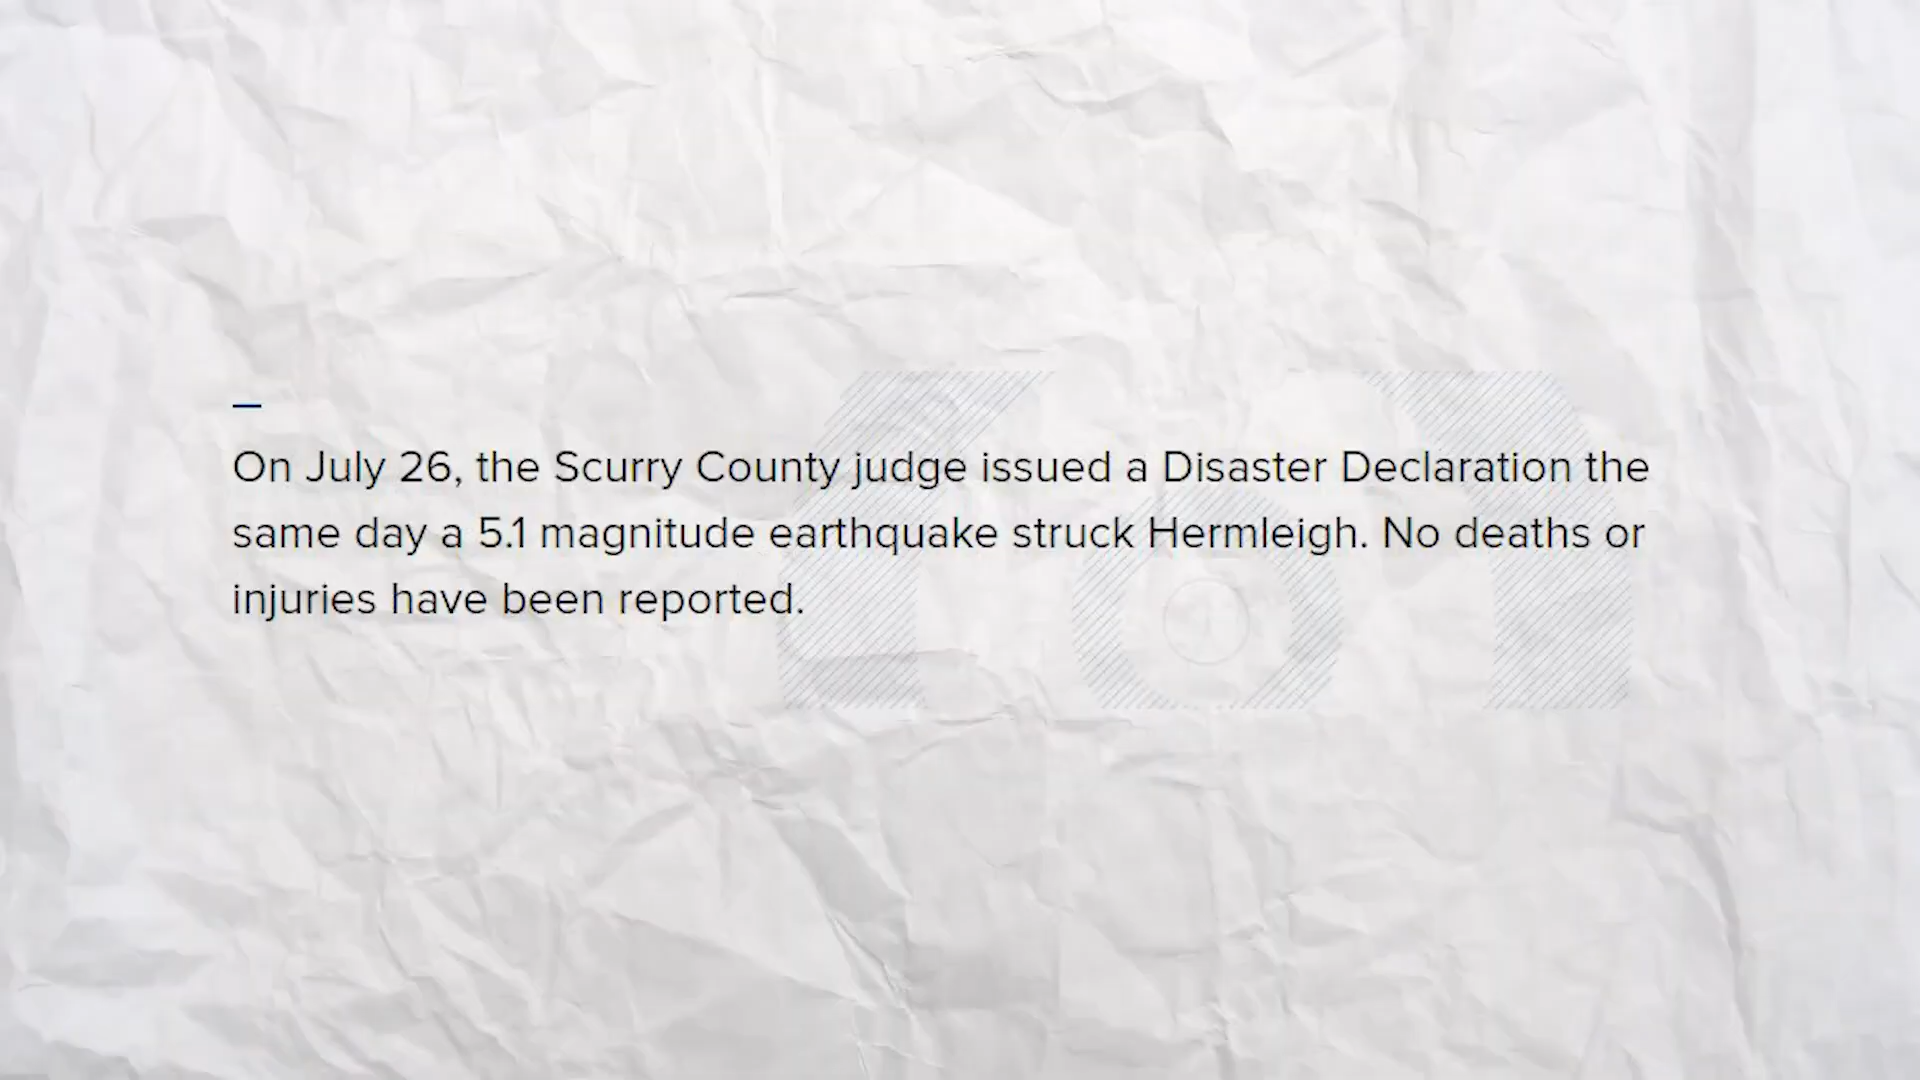 On July 26, the Scurry County judge issued a Disaster Declaration the
same day a 5.1 magnitude earthquake struck Hermleigh. No deaths or
injuries have been reported.